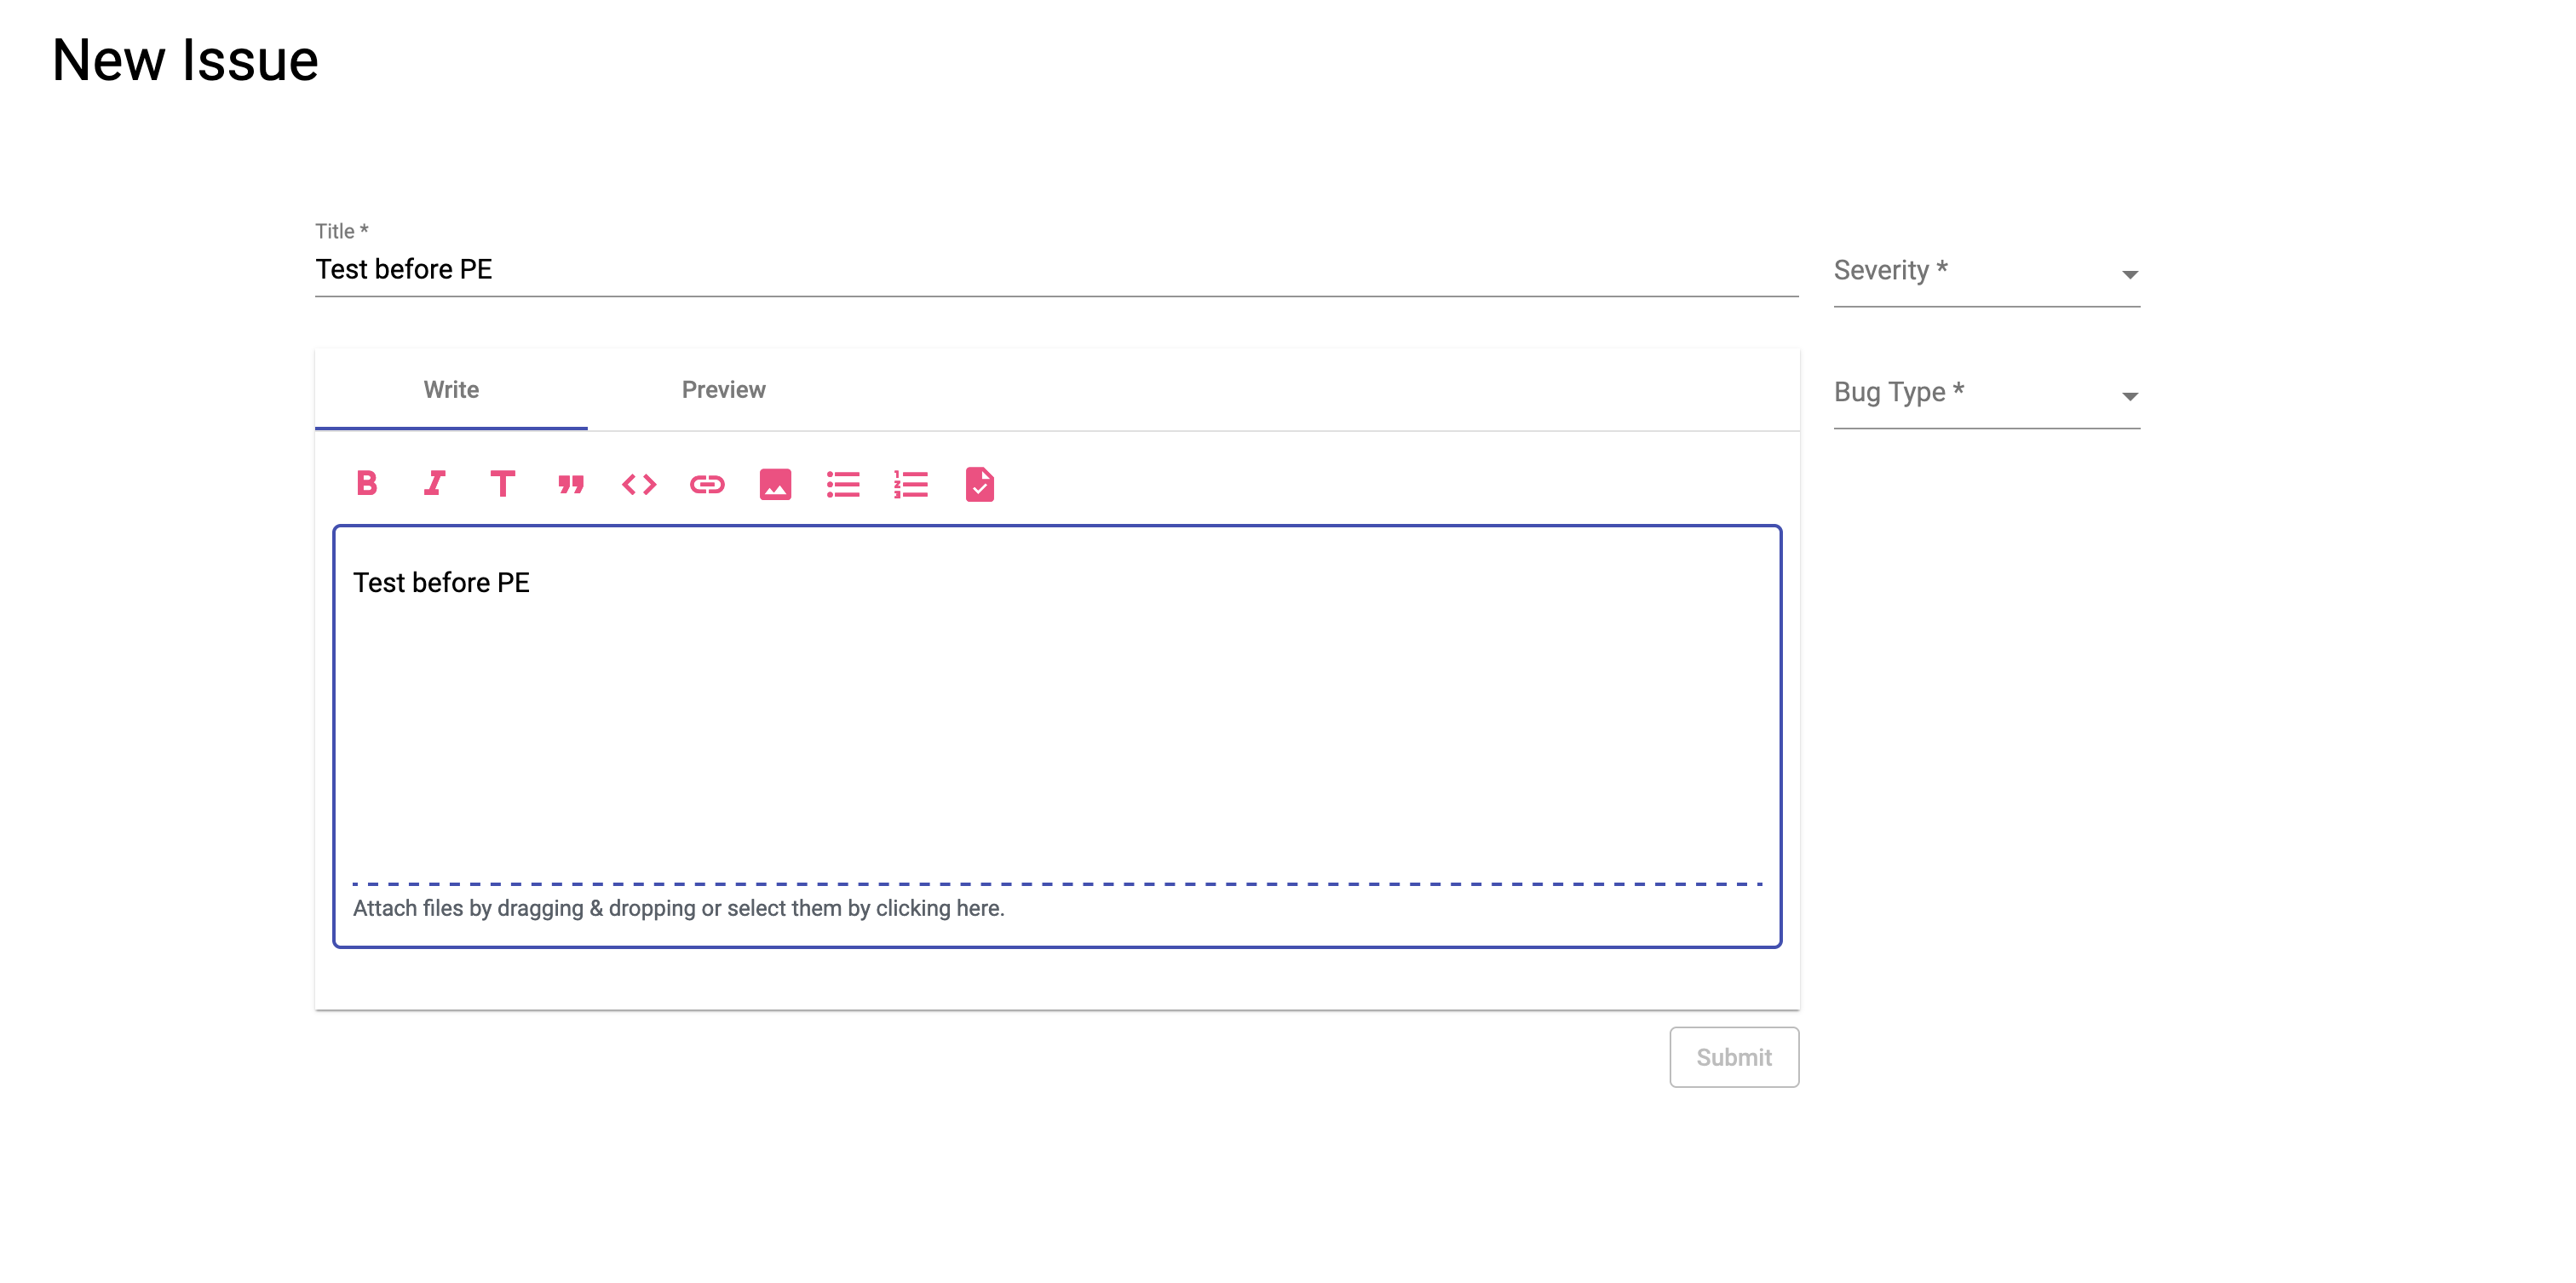 New Issue
Title *
Test before PE
Severity *
Write
Preview
Bug Type *
Test before PE
Attach files by dragging & dropping or select them by clicking here.
Submit